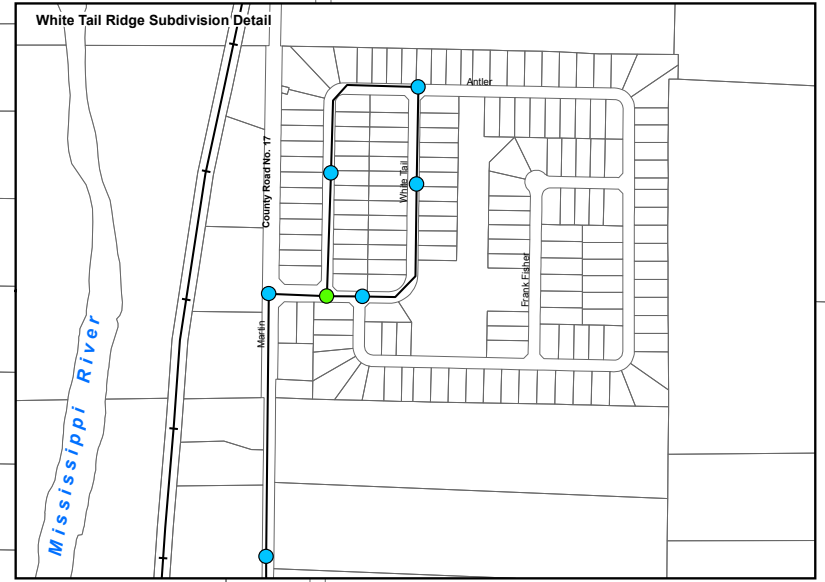 White Tail Ridge Subdivision Detail
Antler
County Road No. 17
White Tail
Frank Fisher
Martin
Mississippi River